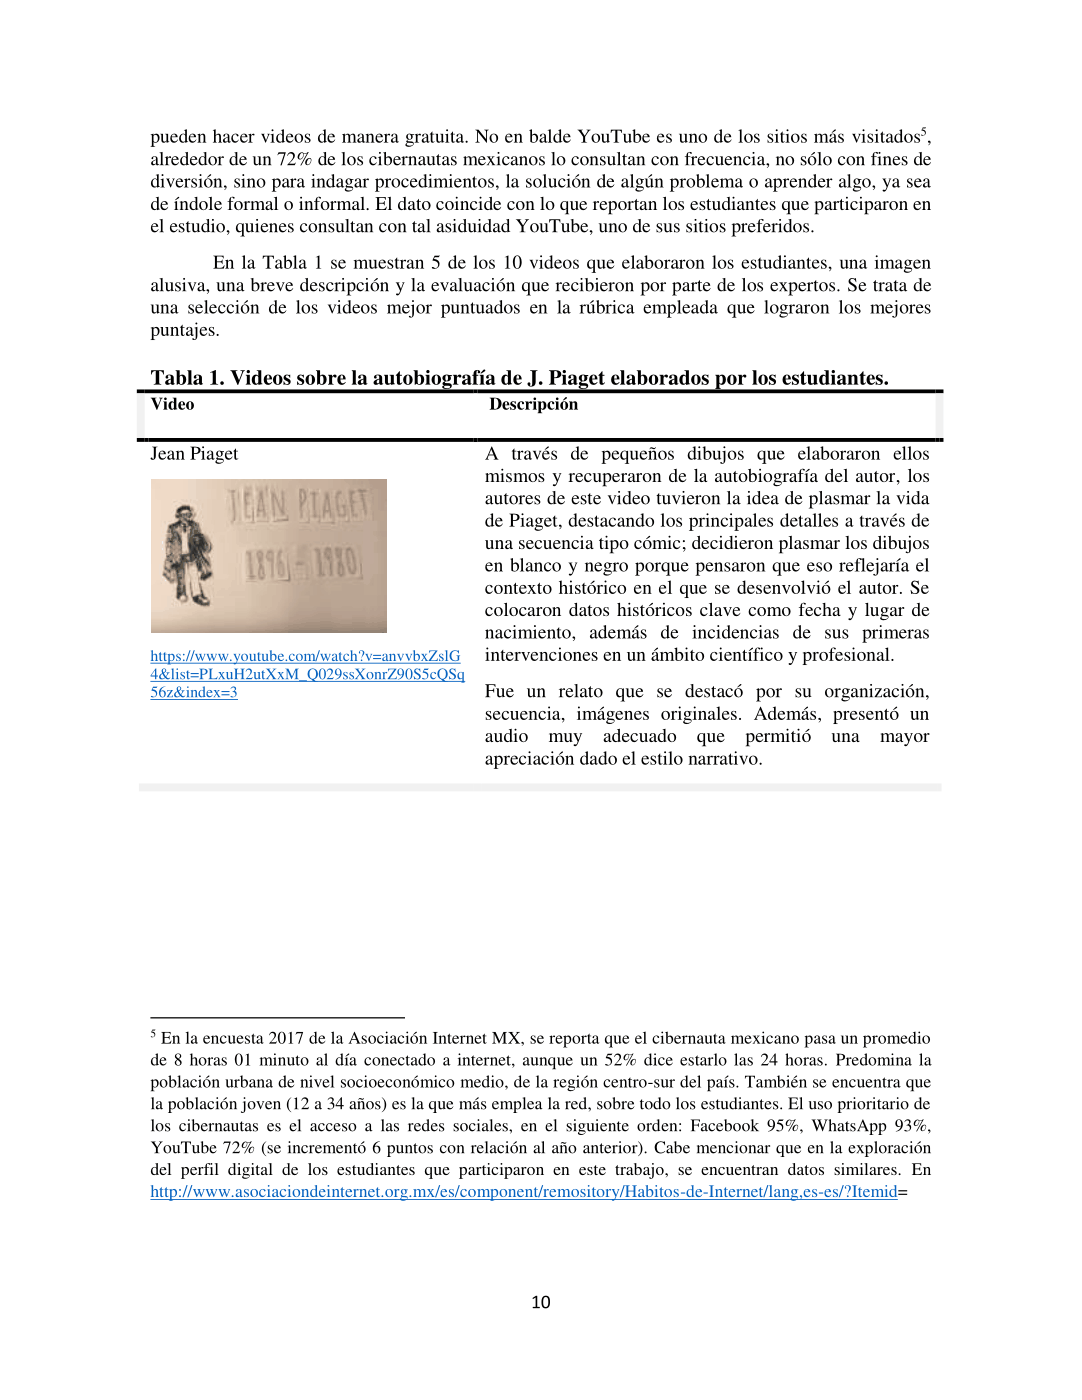 pueden hacer videos de manera gratuita. No en balde YouTube es uno de los sitios más visitados5,
alrededor de un 72% de los cibernautas mexicanos lo consultan con frecuencia, no sólo con fines de
diversión, sino para indagar procedimientos, la solución de algún problema o aprender algo, ya sea
de índole formal o informal. El dato coincide con lo que reportan los estudiantes que participaron en
el estudio, quienes consultan con tal asiduidad YouTube, uno de sus sitios preferidos.
En la Tabla 1 se muestran 5 de los 10 videos que elaboraron los estudiantes, una imagen
alusiva, una breve descripción y la evaluación que recibieron por parte de los expertos. Se trata de
una selección de los videos mejor puntuados en la rúbrica empleada que lograron los mejores
puntajes.
Tabla 1. Videos sobre la autobiografía de J. Piaget elaborados por los estudiantes.
Video
Descripción
Jean Piaget
JEAN PIAGET
1896 - 1980
https://www.youtube.com/watch?v=anvvbxZslG
4&list=PLxuH2utXxM_Q029ssXonrZ90S5cQSq
56z&index=3
A través de pequeños dibujos que elaboraron ellos
mismos y recuperaron de la autobiografía del autor, los
autores de este video tuvieron la idea de plasmar la vida
de Piaget, destacando los principales detalles a través de
una secuencia tipo cómic; decidieron plasmar los dibujos
en blanco y negro porque pensaron que eso reflejaría el
contexto histórico en el que se desenvolvió el autor. Se
colocaron datos históricos clave como fecha y lugar de
nacimiento, además de incidencias de sus primeras
intervenciones en un ámbito científico y profesional.
Fue un relato que se destacó por su organización,
secuencia, imágenes originales. Además, presentó un
audio muy adecuado que permitió una mayor
apreciación dado el estilo narrativo.
5 En la encuesta 2017 de la Asociación Internet MX, se reporta que el cibernauta mexicano pasa un promedio
de 8 horas 01 minuto al día conectado a internet, aunque un 52% dice estarlo las 24 horas. Predomina la
población urbana de nivel socioeconómico medio, de la región centro-sur del país. También se encuentra que
la población joven (12 a 34 años) es la que más emplea la red, sobre todo los estudiantes. El uso prioritario de
los cibernautas es el acceso a las redes sociales, en el siguiente orden: Facebook 95%, WhatsApp 93%,
YouTube 72% (se incrementó 6 puntos con relación al año anterior). Cabe mencionar que en la exploración
del perfil digital de los estudiantes que participaron en este trabajo, se encuentran datos similares. En
http://www.asociaciondeinternet.org.mx/es/component/remository/Habitos-de-Internet/lang,es-es/?Itemid=
10